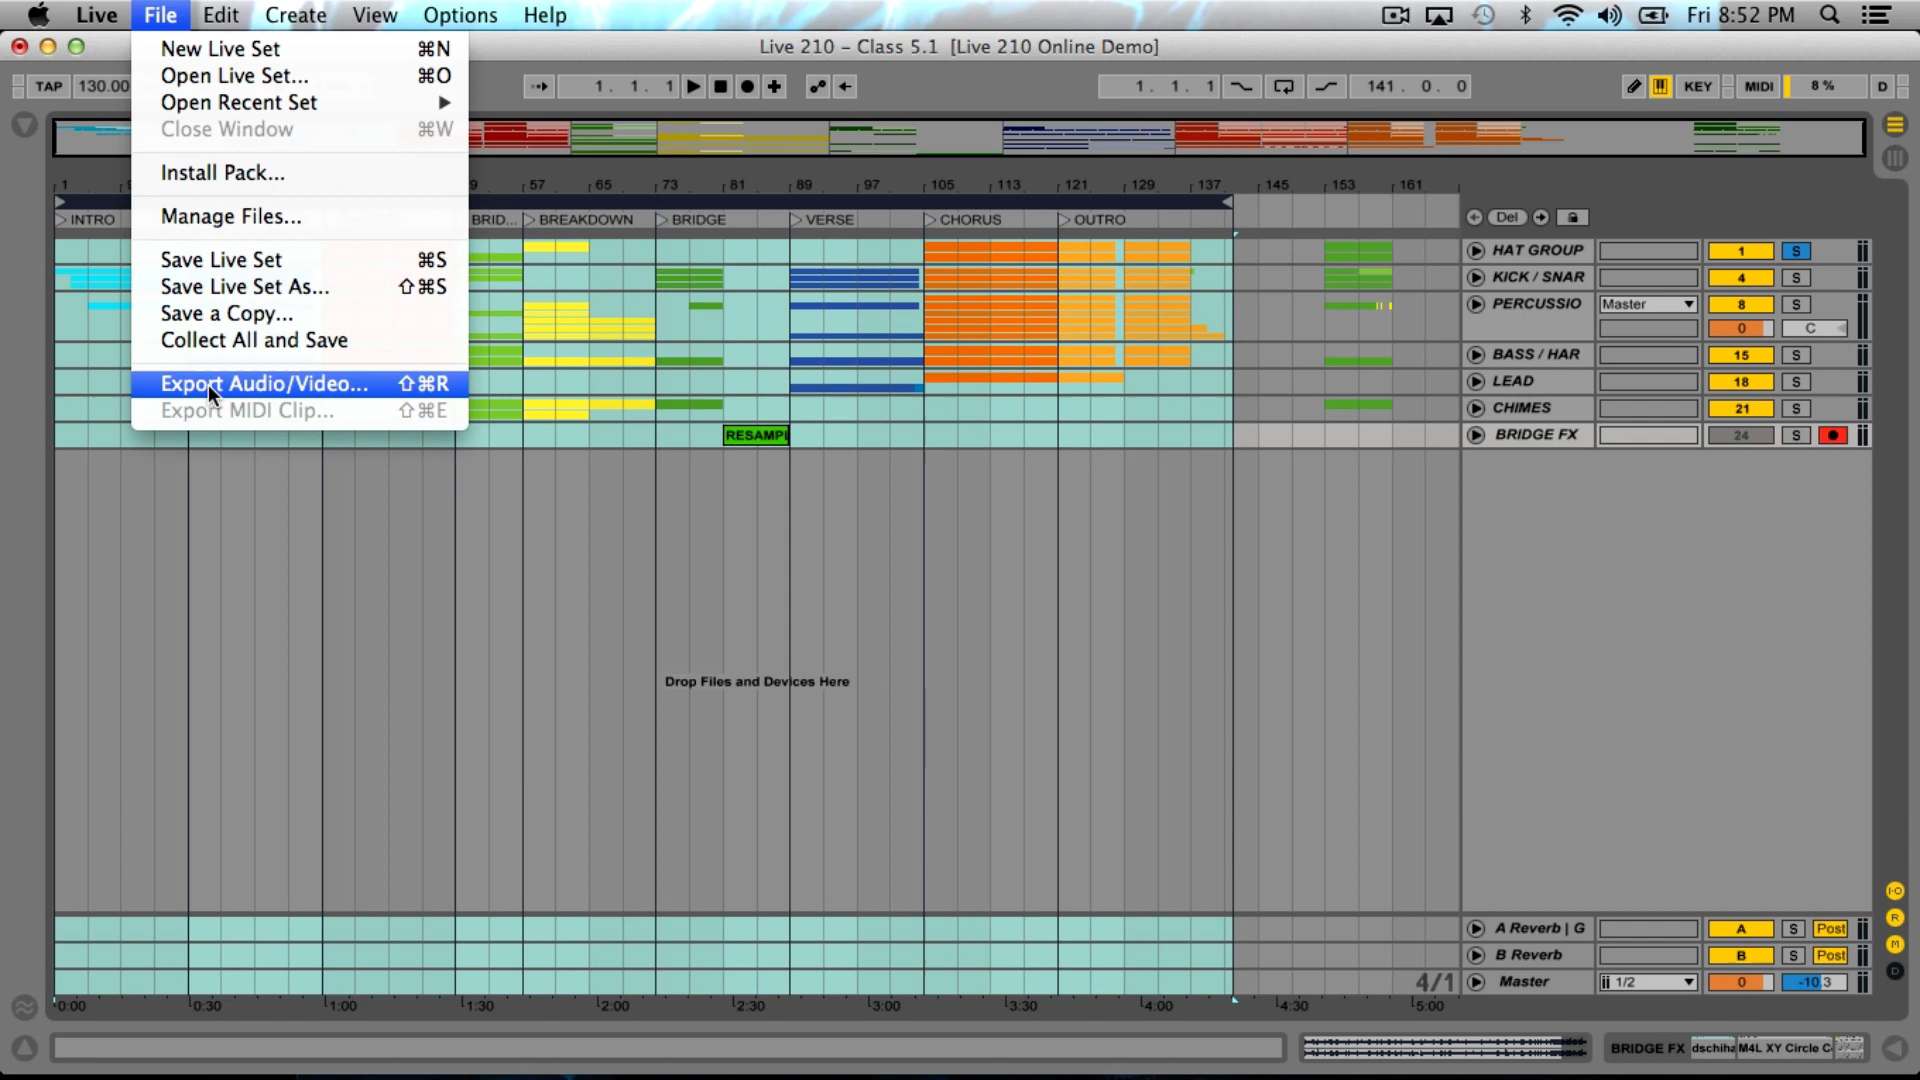 Live File Edit Create View Options Help Fri 8:52 PM
Live 210 – Class 5.1 [Live 210 Online Demo]
TAP 130.00 1. 1. 1 1. 1. 1 141. 0. 0 KEY MIDI 8 % D
New Live Set ⌘N
Open Live Set... ⌘O
Open Recent Set ▶
Close Window ⌘W
Install Pack...
Manage Files...
Save Live Set ⌘S
Save Live Set As... ⇧⌘S
Save a Copy...
Collect All and Save
Export Audio/Video... ⇧⌘R
Export MIDI Clip... ⇧⌘E
1 57 65 73 81 89 97 105 113 121 129 137 145 153 161
INTRO BRID... BREAKDOWN BRIDGE VERSE CHORUS OUTRO Del
HAT GROUP 1 S
KICK / SNAR 4 S
PERCUSSIO Master 8 S
0 C
BASS / HAR 15 S
LEAD 18 S
CHIMES 21 S
RESAMPL BRIDGE FX 24 S
Drop Files and Devices Here
I·O
R
M
D
A Reverb | G A S Post
B Reverb B S Post
4/1 Master 1/2 0 -10.3
0:00 0:30 1:00 1:30 2:00 2:30 3:00 3:30 4:00 4:30 5:00
BRIDGE FX dschiha M4L XY Circle C